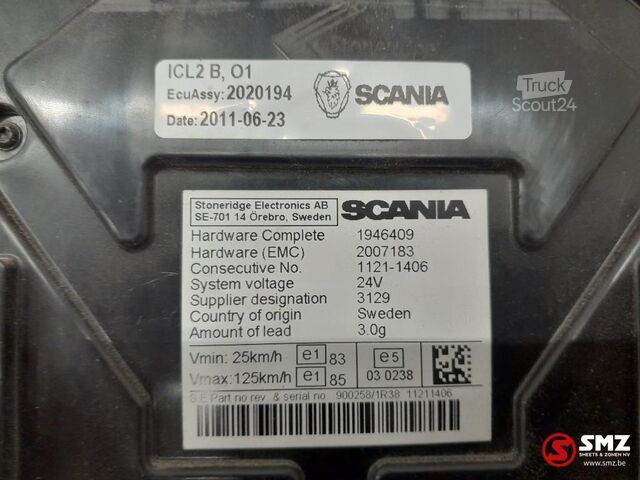 ICL2 B, O1
EcuAssy: 2020194
SCANIA
Date: 2011-06-23
Truck
Scout24
Stoneridge Electronics AB
SE-701 14 Örebro, Sweden
SCANIA
Hardware Complete 1946409
Hardware (EMC) 2007183
Consecutive No. 1121-1406
System voltage 24V
Supplier designation 3129
Country of origin Sweden
Amount of lead 3.0g
Vmin: 25km/h e1 83 e5
Vmax:125km/h e1 85 03 0238
S.E Part no rev. & serial no. 900258/1R38 11211406
SMZ
SHEETS & ZONEN NV
www.smz.be